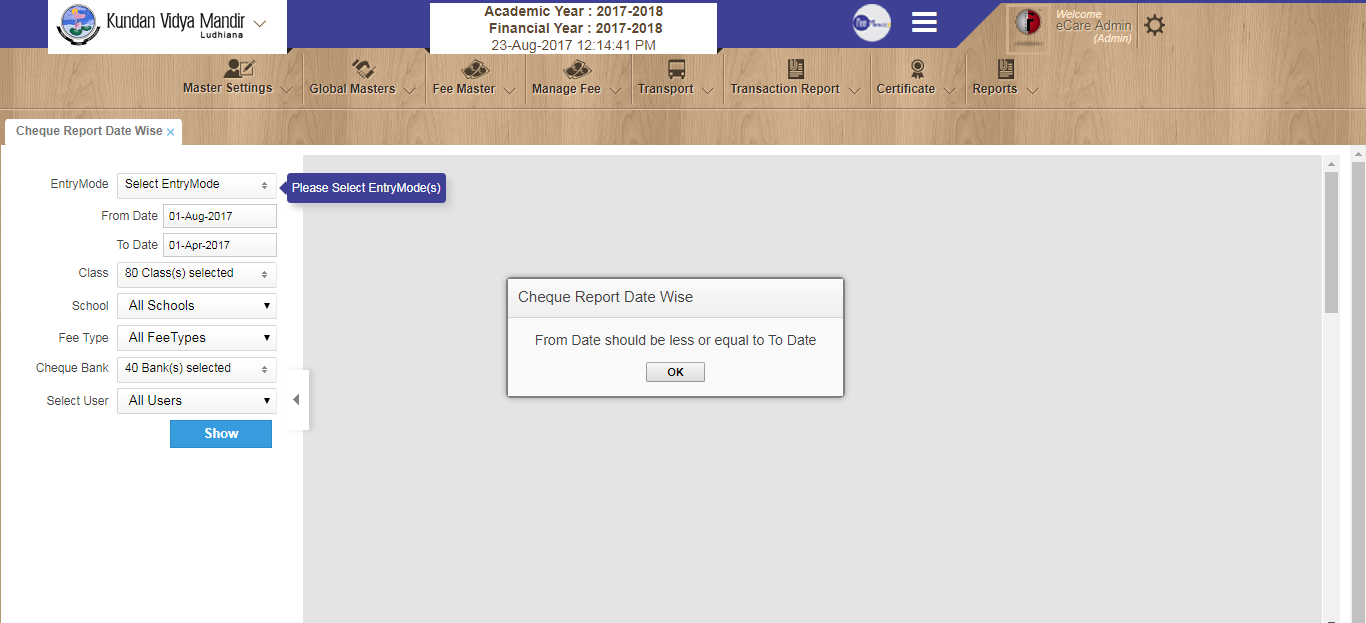 Kundan Vidya Mandir
Ludhiana
Academic Year : 2017-2018
Financial Year : 2017-2018
23-Aug-2017 12:14:41 PM
Welcome
eCare Admin
(Admin)
Master Settings
Global Masters
Fee Master
Manage Fee
Transport
Transaction Report
Certificate
Reports
Cheque Report Date Wise ×
EntryMode Select EntryMode
Please Select EntryMode(s)
From Date 01-Aug-2017
To Date 01-Apr-2017
Class 80 Class(s) selected
School All Schools
Fee Type All FeeTypes
Cheque Bank 40 Bank(s) selected
Select User All Users
Show
Cheque Report Date Wise
From Date should be less or equal to To Date
OK